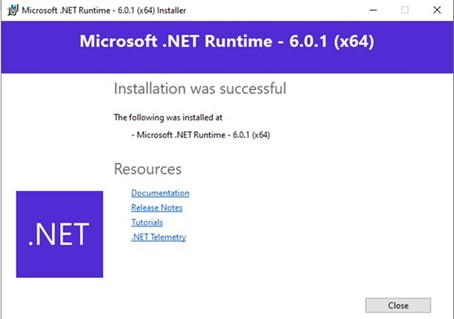 Microsoft .NET Runtime - 6.0.1 (x64) Installer
Microsoft .NET Runtime - 6.0.1 (x64)
Installation was successful
The following was installed at
- Microsoft .NET Runtime - 6.0.1 (x64)
Resources
Documentation
Release Notes
Tutorials
.NET Telemetry
.NET
Close